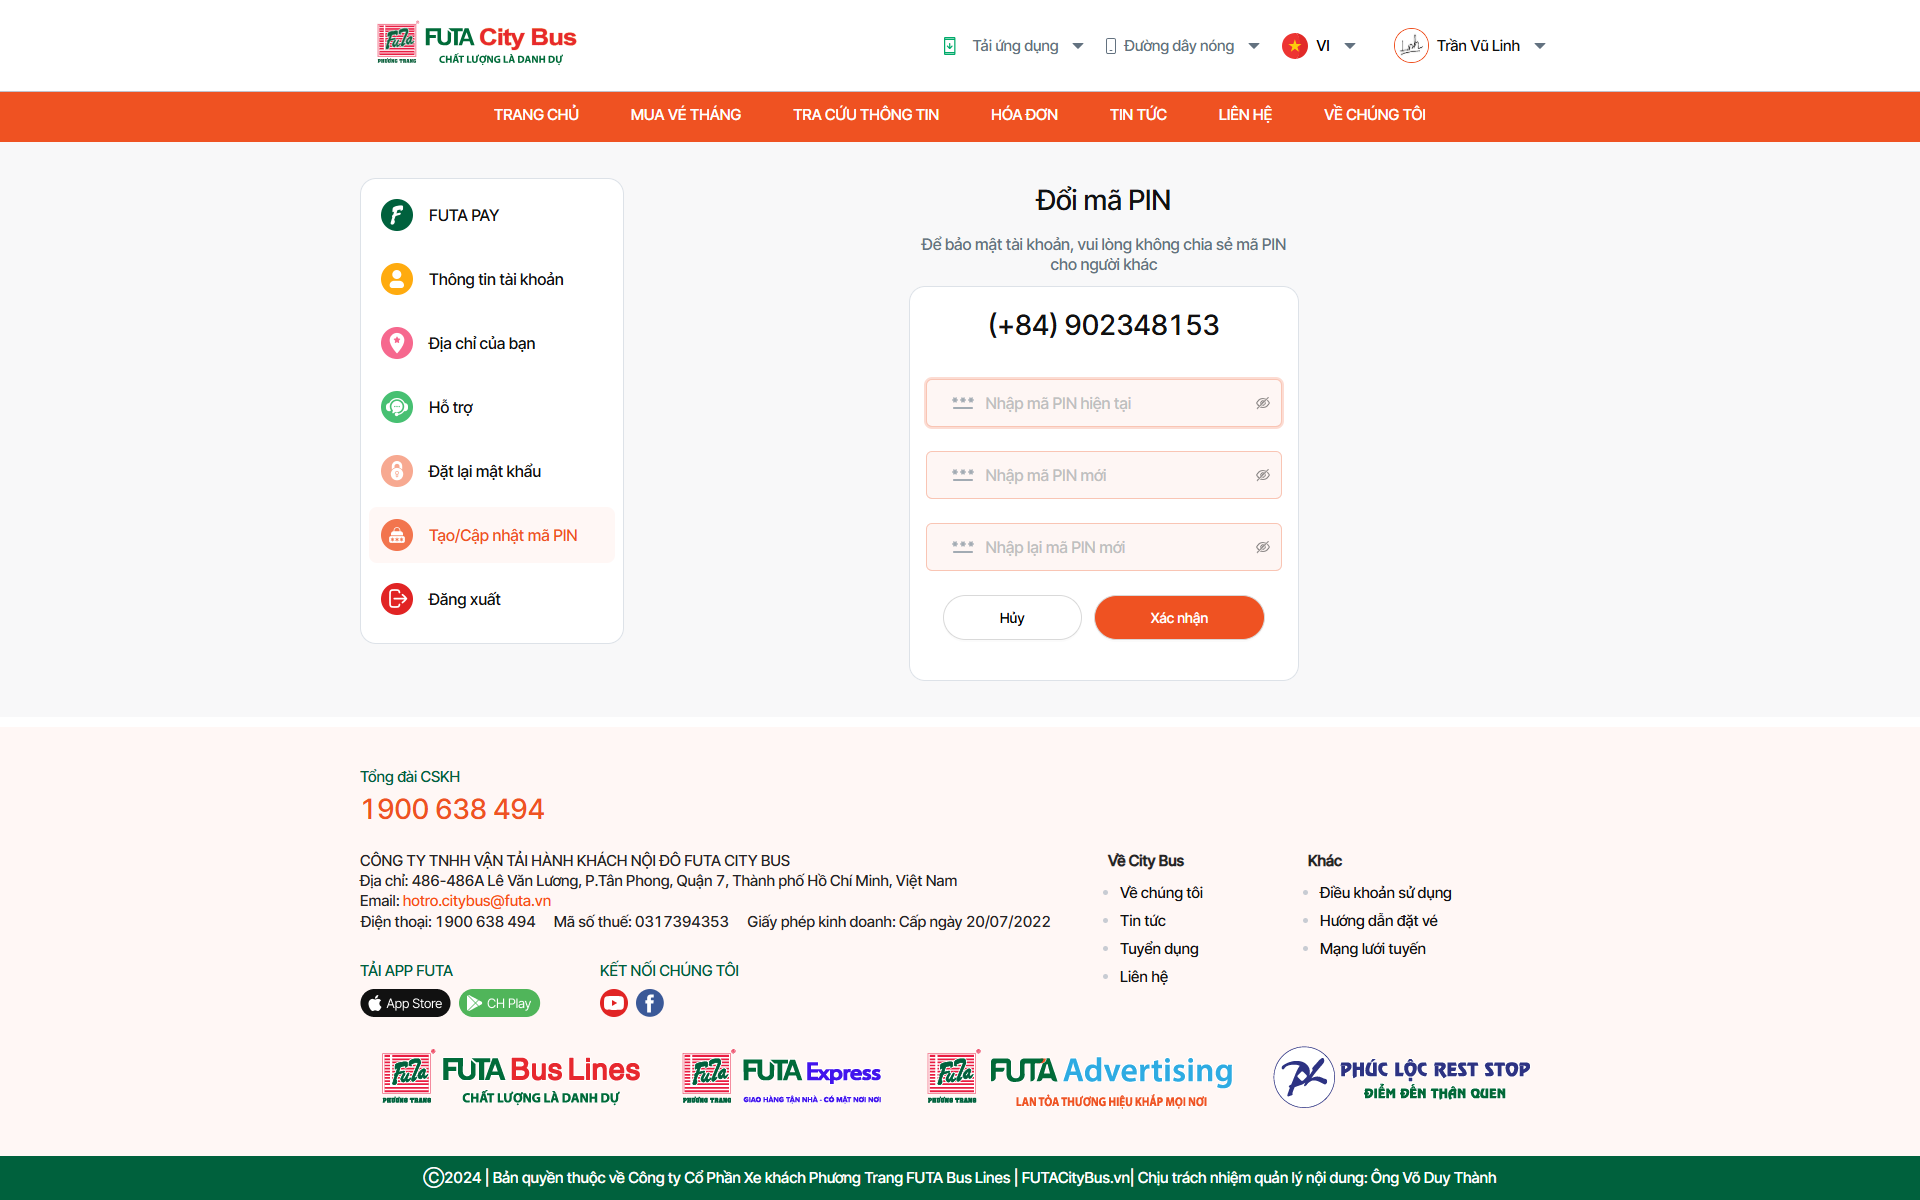 FUTA City Bus
CHẤT LƯỢNG LÀ DANH DỰ
PHƯƠNG TRANG
Tải ứng dụng
Đường dây nóng
VI
Trần Vũ Linh
TRANG CHỦ
MUA VÉ THÁNG
TRA CỨU THÔNG TIN
HÓA ĐƠN
TIN TỨC
LIÊN HỆ
VỀ CHÚNG TÔI
FUTA PAY
Thông tin tài khoản
Địa chỉ của bạn
Hỗ trợ
Đặt lại mật khẩu
Tạo/Cập nhật mã PIN
Đăng xuất
Đổi mã PIN
Để bảo mật tài khoản, vui lòng không chia sẻ mã PIN
cho người khác
(+84) 902348153
Nhập mã PIN hiện tại
Nhập mã PIN mới
Nhập lại mã PIN mới
Hủy
Xác nhận
Tổng đài CSKH
1900 638 494
CÔNG TY TNHH VẬN TẢI HÀNH KHÁCH NỘI ĐÔ FUTA CITY BUS
Địa chỉ: 486-486A Lê Văn Lương, P.Tân Phong, Quận 7, Thành phố Hồ Chí Minh, Việt Nam
Email: hotro.citybus@futa.vn
Điện thoại: 1900 638 494 Mã số thuế: 0317394353 Giấy phép kinh doanh: Cấp ngày 20/07/2022
Về City Bus
Về chúng tôi
Tin tức
Tuyển dụng
Liên hệ
Khác
Điều khoản sử dụng
Hướng dẫn đặt vé
Mạng lưới tuyến
TẢI APP FUTA
App Store
CH Play
KẾT NỐI CHÚNG TÔI
FuTa
PHƯƠNG TRANG
FUTA Bus Lines
CHẤT LƯỢNG LÀ DANH DỰ
FuTa
PHƯƠNG TRANG
FUTA Express
GIAO HÀNG TẬN NHÀ - CÓ MẶT NƠI NƠI
FuTa
PHƯƠNG TRANG
FUTA Advertising
LAN TỎA THƯƠNG HIỆU KHẮP MỌI NƠI
PHÚC LỘC REST STOP
ĐIỂM ĐẾN THÂN QUEN
©2024 | Bản quyền thuộc về Công ty Cổ Phần Xe khách Phương Trang FUTA Bus Lines | FUTACityBus.vn| Chịu trách nhiệm quản lý nội dung: Ông Võ Duy Thành